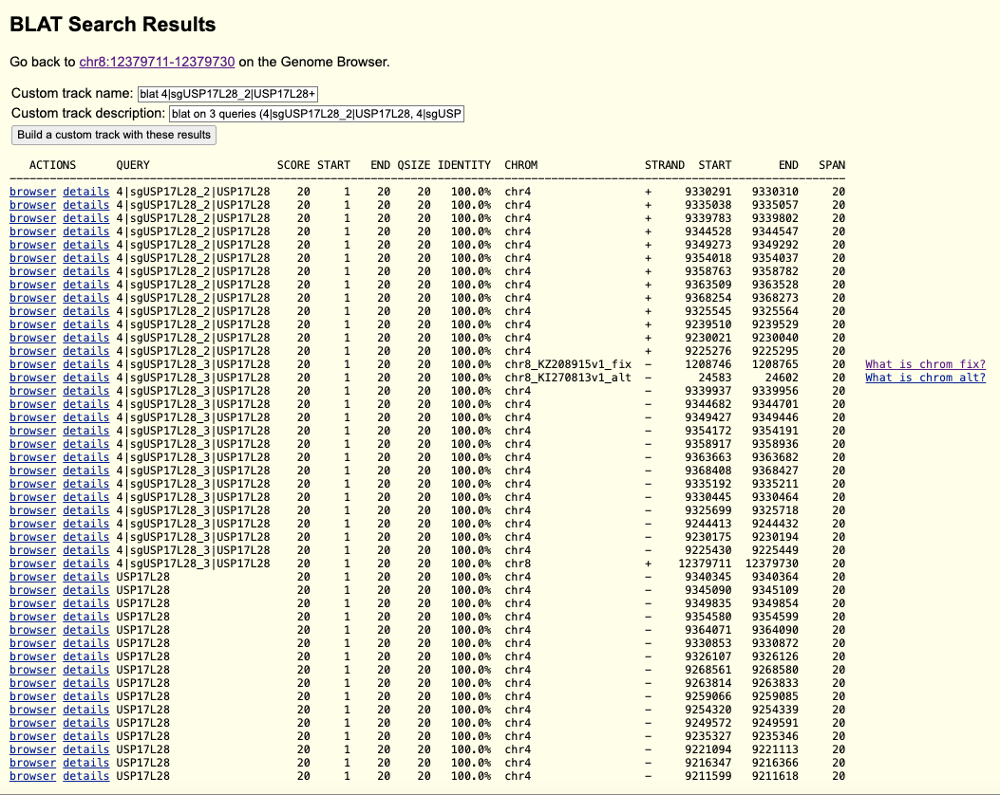 BLAT Search Results
Go back to chr8:12379711-12379730 on the Genome Browser.
Custom track name: blat 4|sgUSP17L28_2|USP17L28+
Custom track description: blat on 3 queries (4|sgUSP17L28_2|USP17L28, 4|sgUSP
Build a custom track with these results
ACTIONS QUERY SCORE START END QSIZE IDENTITY CHROM STRAND START END SPAN
browser details 4|sgUSP17L28_2|USP17L28 20 1 20 20 100.0% chr4 + 9330291 9330310 20
browser details 4|sgUSP17L28_2|USP17L28 20 1 20 20 100.0% chr4 + 9335038 9335057 20
browser details 4|sgUSP17L28_2|USP17L28 20 1 20 20 100.0% chr4 + 9339783 9339802 20
browser details 4|sgUSP17L28_2|USP17L28 20 1 20 20 100.0% chr4 + 9344528 9344547 20
browser details 4|sgUSP17L28_2|USP17L28 20 1 20 20 100.0% chr4 + 9349273 9349292 20
browser details 4|sgUSP17L28_2|USP17L28 20 1 20 20 100.0% chr4 + 9354018 9354037 20
browser details 4|sgUSP17L28_2|USP17L28 20 1 20 20 100.0% chr4 + 9358763 9358782 20
browser details 4|sgUSP17L28_2|USP17L28 20 1 20 20 100.0% chr4 + 9363509 9363528 20
browser details 4|sgUSP17L28_2|USP17L28 20 1 20 20 100.0% chr4 + 9368254 9368273 20
browser details 4|sgUSP17L28_2|USP17L28 20 1 20 20 100.0% chr4 + 9325545 9325564 20
browser details 4|sgUSP17L28_2|USP17L28 20 1 20 20 100.0% chr4 + 9239510 9239529 20
browser details 4|sgUSP17L28_2|USP17L28 20 1 20 20 100.0% chr4 + 9230021 9230040 20
browser details 4|sgUSP17L28_2|USP17L28 20 1 20 20 100.0% chr4 + 9225276 9225295 20
browser details 4|sgUSP17L28_3|USP17L28 20 1 20 20 100.0% chr8_KZ208915v1_fix - 1208746 1208765 20 What is chrom_fix?
browser details 4|sgUSP17L28_3|USP17L28 20 1 20 20 100.0% chr8_KI270813v1_alt - 24583 24602 20 What is chrom_alt?
browser details 4|sgUSP17L28_3|USP17L28 20 1 20 20 100.0% chr4 - 9339937 9339956 20
browser details 4|sgUSP17L28_3|USP17L28 20 1 20 20 100.0% chr4 - 9344682 9344701 20
browser details 4|sgUSP17L28_3|USP17L28 20 1 20 20 100.0% chr4 - 9349427 9349446 20
browser details 4|sgUSP17L28_3|USP17L28 20 1 20 20 100.0% chr4 - 9354172 9354191 20
browser details 4|sgUSP17L28_3|USP17L28 20 1 20 20 100.0% chr4 - 9358917 9358936 20
browser details 4|sgUSP17L28_3|USP17L28 20 1 20 20 100.0% chr4 - 9363663 9363682 20
browser details 4|sgUSP17L28_3|USP17L28 20 1 20 20 100.0% chr4 - 9368408 9368427 20
browser details 4|sgUSP17L28_3|USP17L28 20 1 20 20 100.0% chr4 - 9335192 9335211 20
browser details 4|sgUSP17L28_3|USP17L28 20 1 20 20 100.0% chr4 - 9330445 9330464 20
browser details 4|sgUSP17L28_3|USP17L28 20 1 20 20 100.0% chr4 - 9325699 9325718 20
browser details 4|sgUSP17L28_3|USP17L28 20 1 20 20 100.0% chr4 - 9244413 9244432 20
browser details 4|sgUSP17L28_3|USP17L28 20 1 20 20 100.0% chr4 - 9230175 9230194 20
browser details 4|sgUSP17L28_3|USP17L28 20 1 20 20 100.0% chr4 - 9225430 9225449 20
browser details 4|sgUSP17L28_3|USP17L28 20 1 20 20 100.0% chr8 + 12379711 12379730 20
browser details USP17L28 20 1 20 20 100.0% chr4 - 9340345 9340364 20
browser details USP17L28 20 1 20 20 100.0% chr4 - 9345090 9345109 20
browser details USP17L28 20 1 20 20 100.0% chr4 - 9349835 9349854 20
browser details USP17L28 20 1 20 20 100.0% chr4 - 9354580 9354599 20
browser details USP17L28 20 1 20 20 100.0% chr4 - 9364071 9364090 20
browser details USP17L28 20 1 20 20 100.0% chr4 - 9330853 9330872 20
browser details USP17L28 20 1 20 20 100.0% chr4 - 9326107 9326126 20
browser details USP17L28 20 1 20 20 100.0% chr4 - 9268561 9268580 20
browser details USP17L28 20 1 20 20 100.0% chr4 - 9263814 9263833 20
browser details USP17L28 20 1 20 20 100.0% chr4 - 9259066 9259085 20
browser details USP17L28 20 1 20 20 100.0% chr4 - 9254320 9254339 20
browser details USP17L28 20 1 20 20 100.0% chr4 - 9249572 9249591 20
browser details USP17L28 20 1 20 20 100.0% chr4 - 9235327 9235346 20
browser details USP17L28 20 1 20 20 100.0% chr4 - 9221094 9221113 20
browser details USP17L28 20 1 20 20 100.0% chr4 - 9216347 9216366 20
browser details USP17L28 20 1 20 20 100.0% chr4 - 9211599 9211618 20